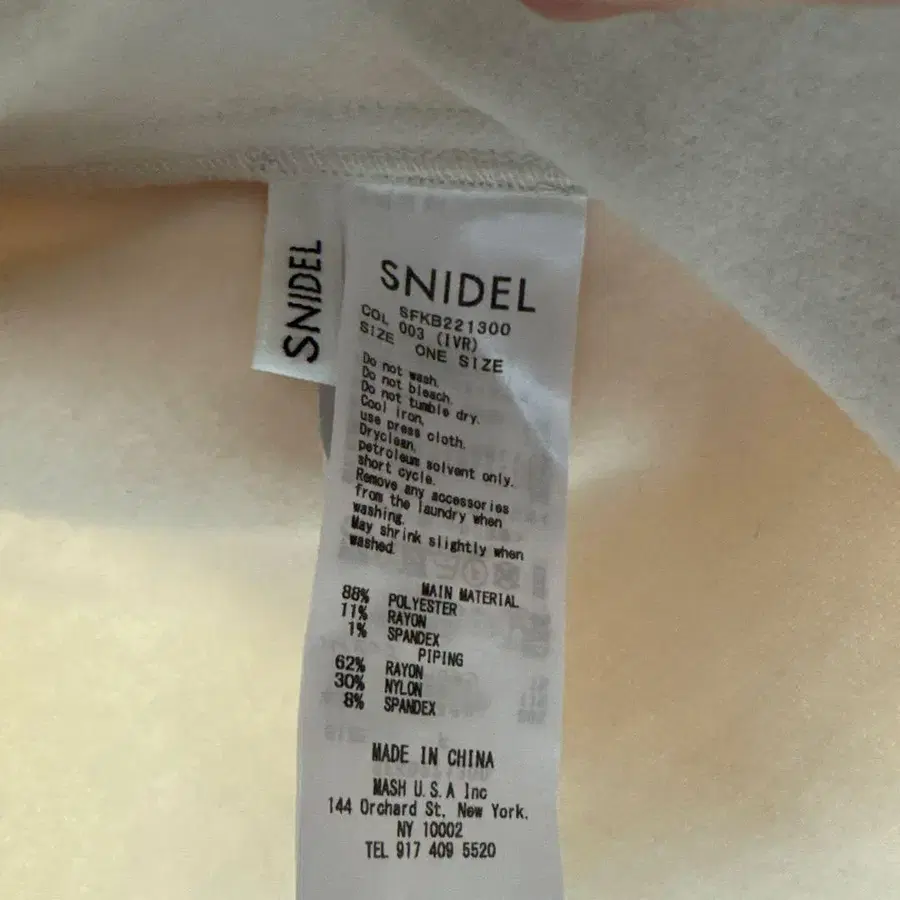 SNIDEL
SNIDEL
SFKB221300
COL 003 (IVR)
SIZE ONE SIZE
Do not wash.
Do not bleach.
Do not tumble dry.
Cool iron,
use press cloth.
Dryclean,
petroleum solvent only.
short cycle.
Remove any accessories
from the laundry when
washing.
May shrink slightly when
washed.
MAIN MATERIAL
88% POLYESTER
11% RAYON
1% SPANDEX
PIPING
62% RAYON
30% NYLON
8% SPANDEX
MADE IN CHINA
MASH U.S.A Inc
144 Orchard St, New York,
NY 10002
TEL 917 409 5520